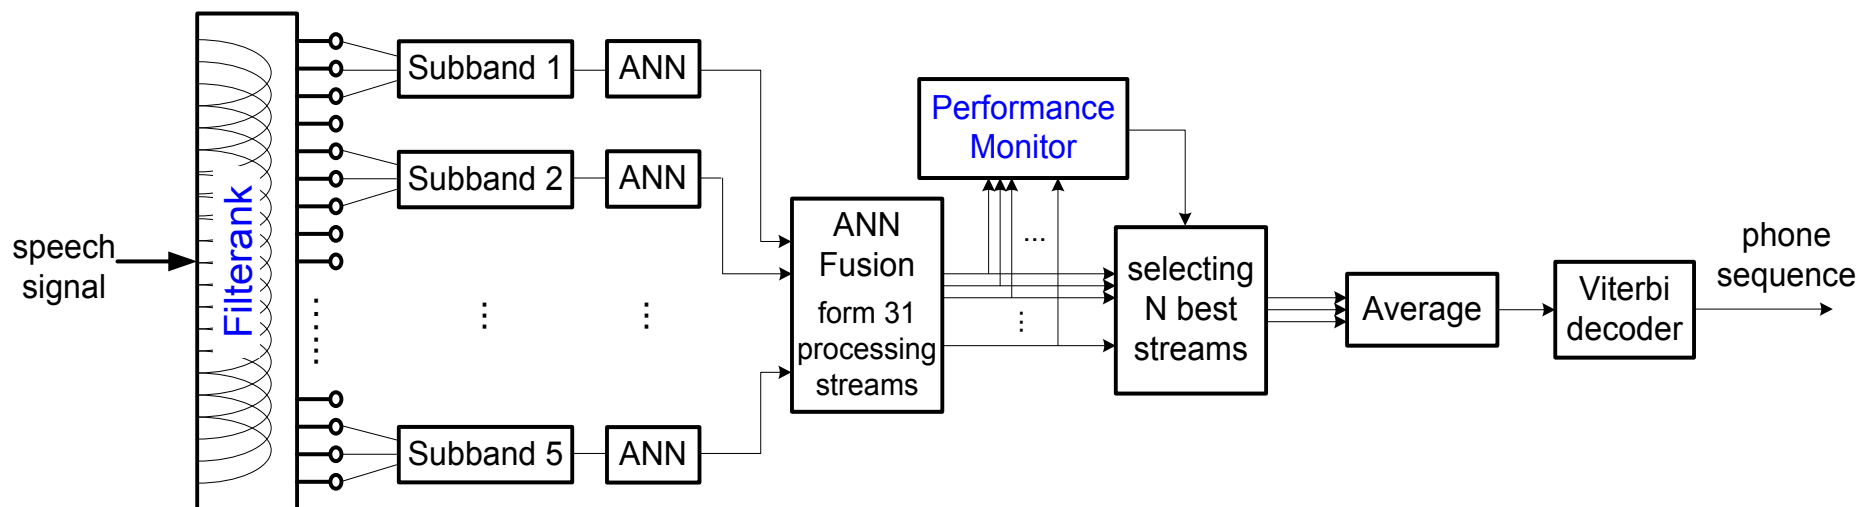 speech
signal
Filterank
Subband 1
ANN
Subband 2
ANN
Subband 5
ANN
ANN
Fusion
form 31
processing
streams
Performance
Monitor
selecting
N best
streams
Average
Viterbi
decoder
phone
sequence